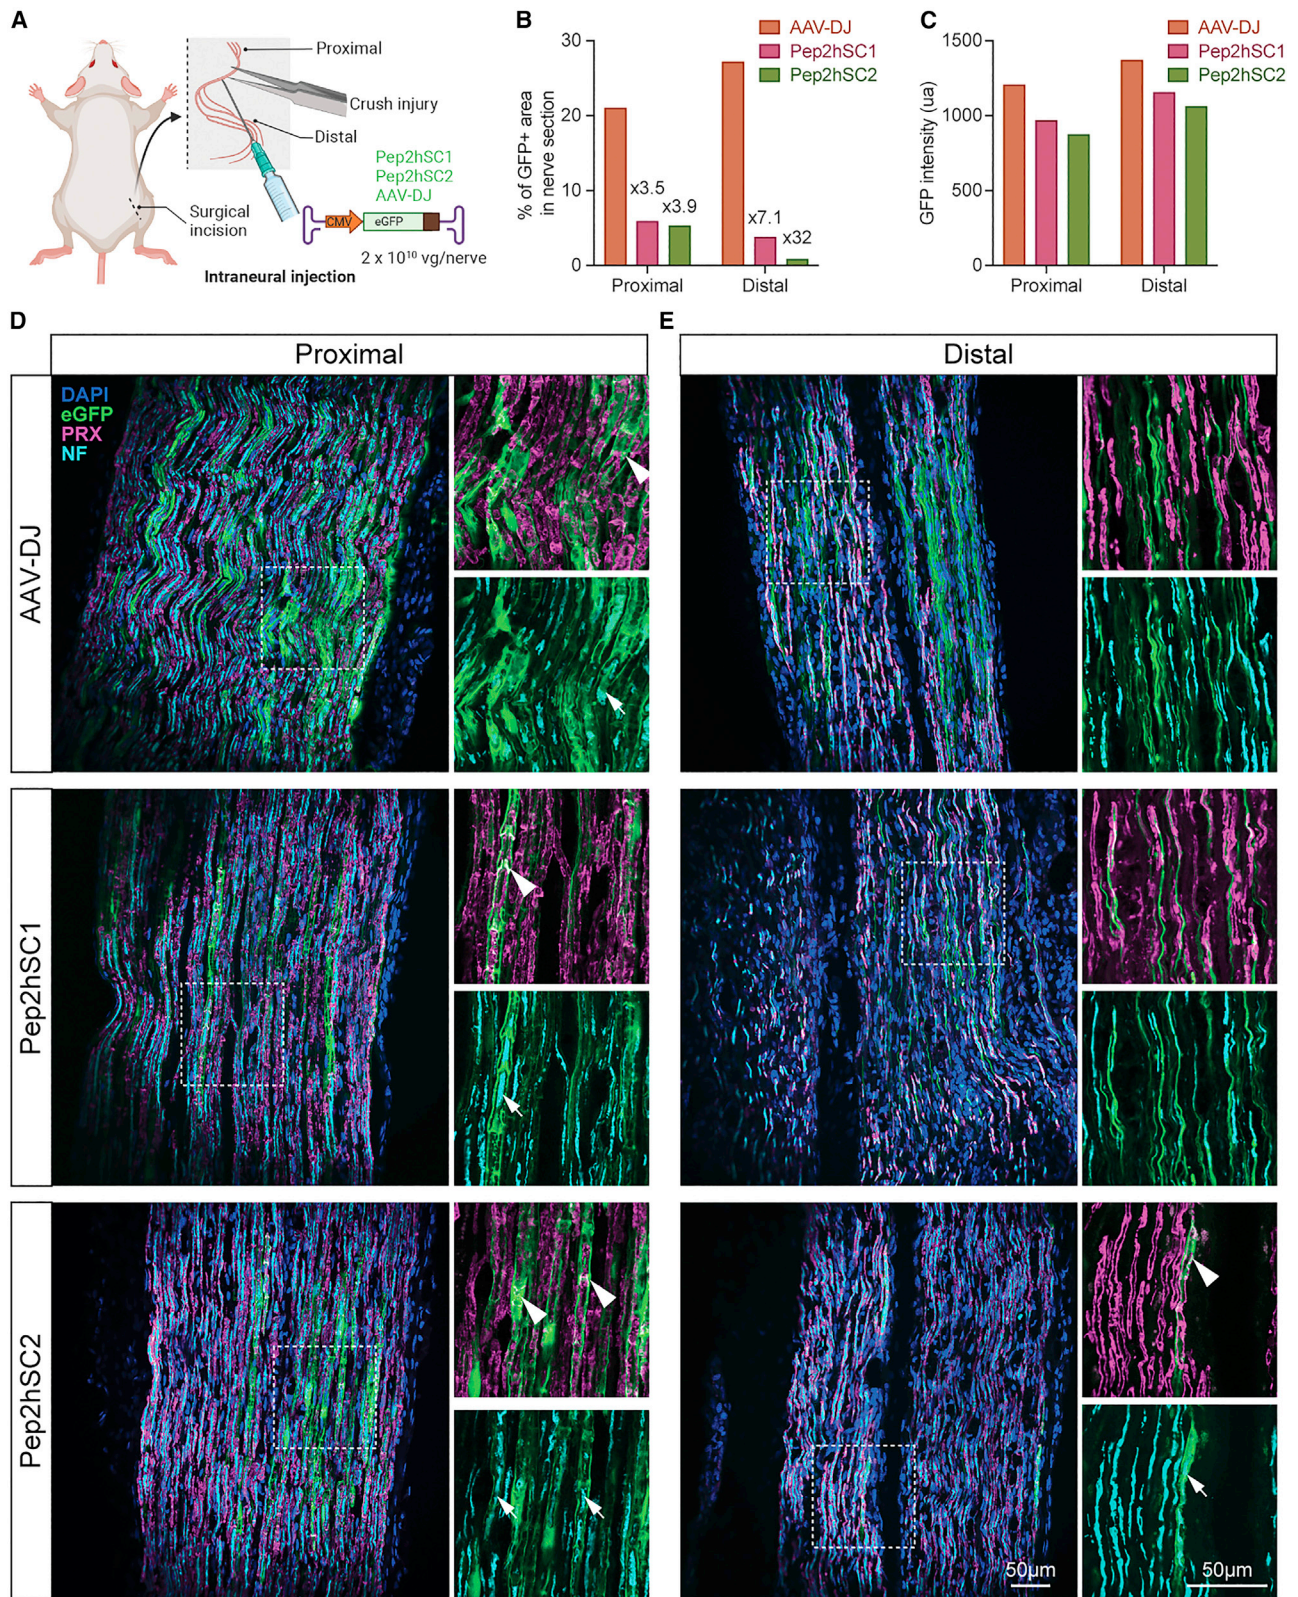 A
Proximal
Crush injury
Distal
Pep2hSC1
Pep2hSC2
AAV-DJ
CMV
eGFP
Surgical
incision
2 x 10¹⁰ vg/nerve
Intraneural injection
B
AAV-DJ
Pep2hSC1
Pep2hSC2
% of GFP+ area
in nerve section
30
20
10
0
x3.5
x3.9
x7.1
x32
Proximal
Distal
C
AAV-DJ
Pep2hSC1
Pep2hSC2
GFP intensity (ua)
1500
1000
500
0
Proximal
Distal
D
Proximal
E
Distal
AAV-DJ
DAPI
eGFP
PRX
NF
Pep2hSC1
Pep2hSC2
50µm
50µm